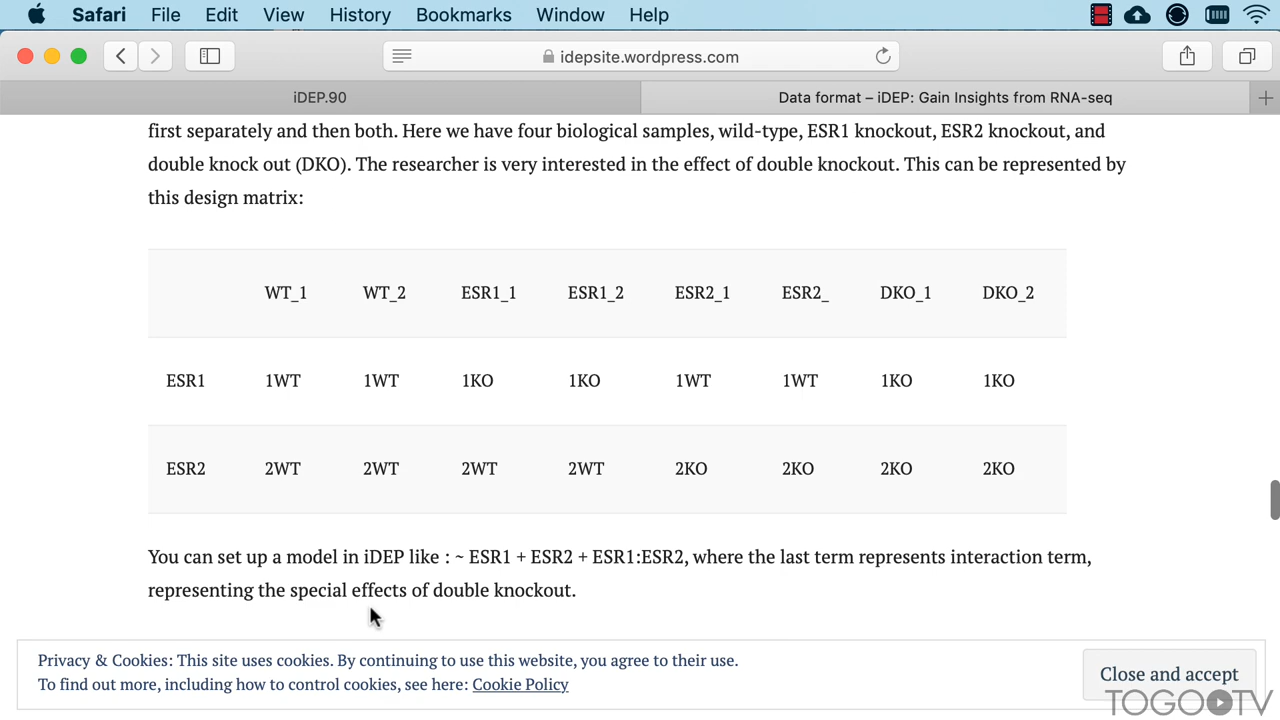 Safari File Edit View History Bookmarks Window Help
idepsite.wordpress.com
iDEP.90 Data format – iDEP: Gain Insights from RNA-seq
first separately and then both. Here we have four biological samples, wild-type, ESR1 knockout, ESR2 knockout, and
double knock out (DKO). The researcher is very interested in the effect of double knockout. This can be represented by
this design matrix:
WT_1 WT_2 ESR1_1 ESR1_2 ESR2_1 ESR2_ DKO_1 DKO_2
ESR1 1WT 1WT 1KO 1KO 1WT 1WT 1KO 1KO
ESR2 2WT 2WT 2WT 2WT 2KO 2KO 2KO 2KO
You can set up a model in iDEP like : ~ ESR1 + ESR2 + ESR1:ESR2, where the last term represents interaction term,
representing the special effects of double knockout.
Privacy & Cookies: This site uses cookies. By continuing to use this website, you agree to their use.
To find out more, including how to control cookies, see here: Cookie Policy
Close and accept
TOGO TV